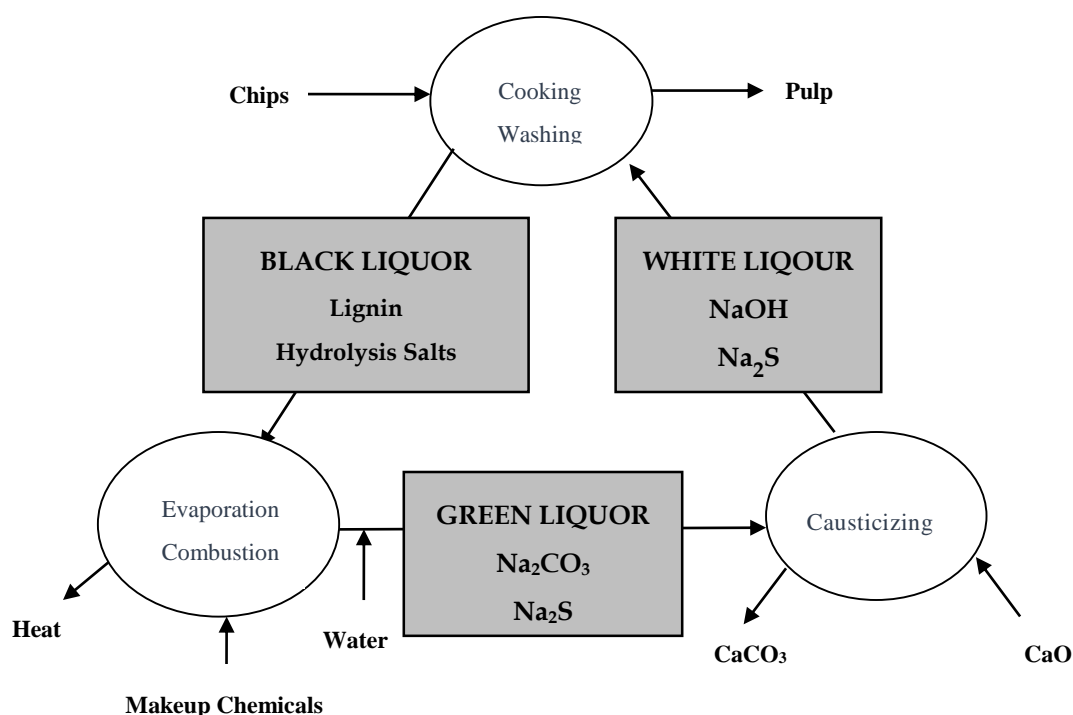 Chips
Cooking
Washing
Pulp
BLACK LIQUOR
Lignin
Hydrolysis Salts
WHITE LIQOUR
NaOH
Na₂S
Evaporation
Combustion
GREEN LIQUOR
Na₂CO₃
Na₂S
Causticizing
Heat
Water
Makeup Chemicals
CaCO₃
CaO